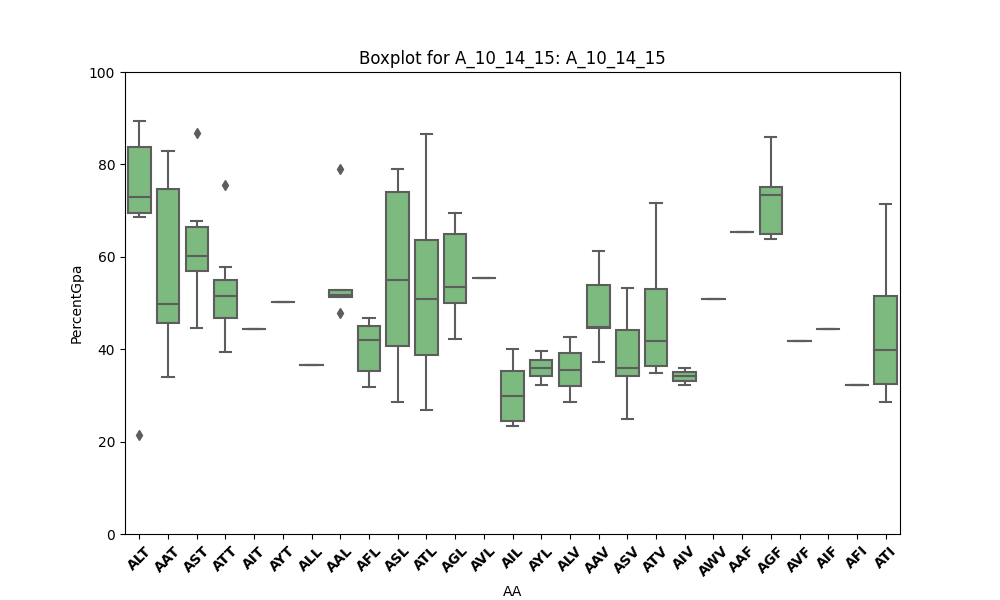 Boxplot for A_10_14_15: A_10_14_15
100
80
60
40
20
0
PercentGpa
ALT AAT AST ATT AIT AYT ALL AAL AFL ASL ATL AGL AVL AIL AYL ALV AAV ASV ATV AIV AWV AAF AGF AVF AIF AFI ATI
AA